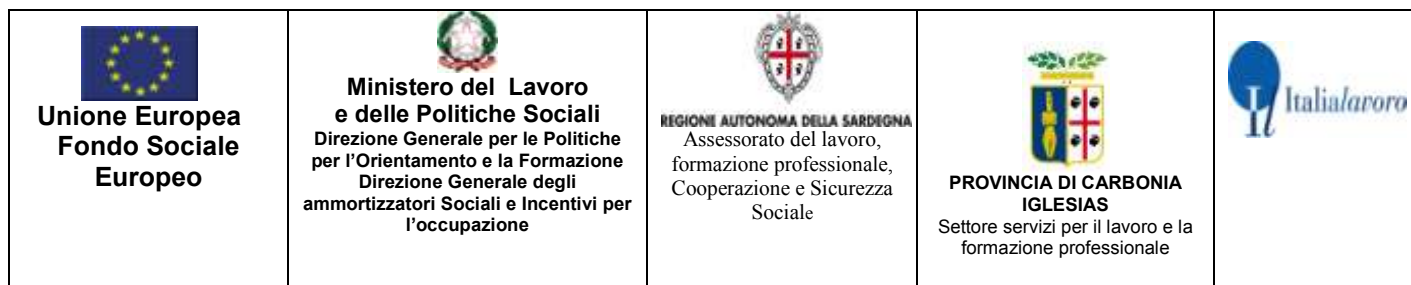 Unione Europea
Fondo Sociale
Europeo
Ministero del Lavoro
e delle Politiche Sociali
Direzione Generale per le Politiche
per l’Orientamento e la Formazione
Direzione Generale degli
ammortizzatori Sociali e Incentivi per
l’occupazione
REGIONE AUTONOMA DELLA SARDEGNA
Assessorato del lavoro,
formazione professionale,
Cooperazione e Sicurezza
Sociale
PROVINCIA DI CARBONIA
IGLESIAS
Settore servizi per il lavoro e la
formazione professionale
Italialavoro